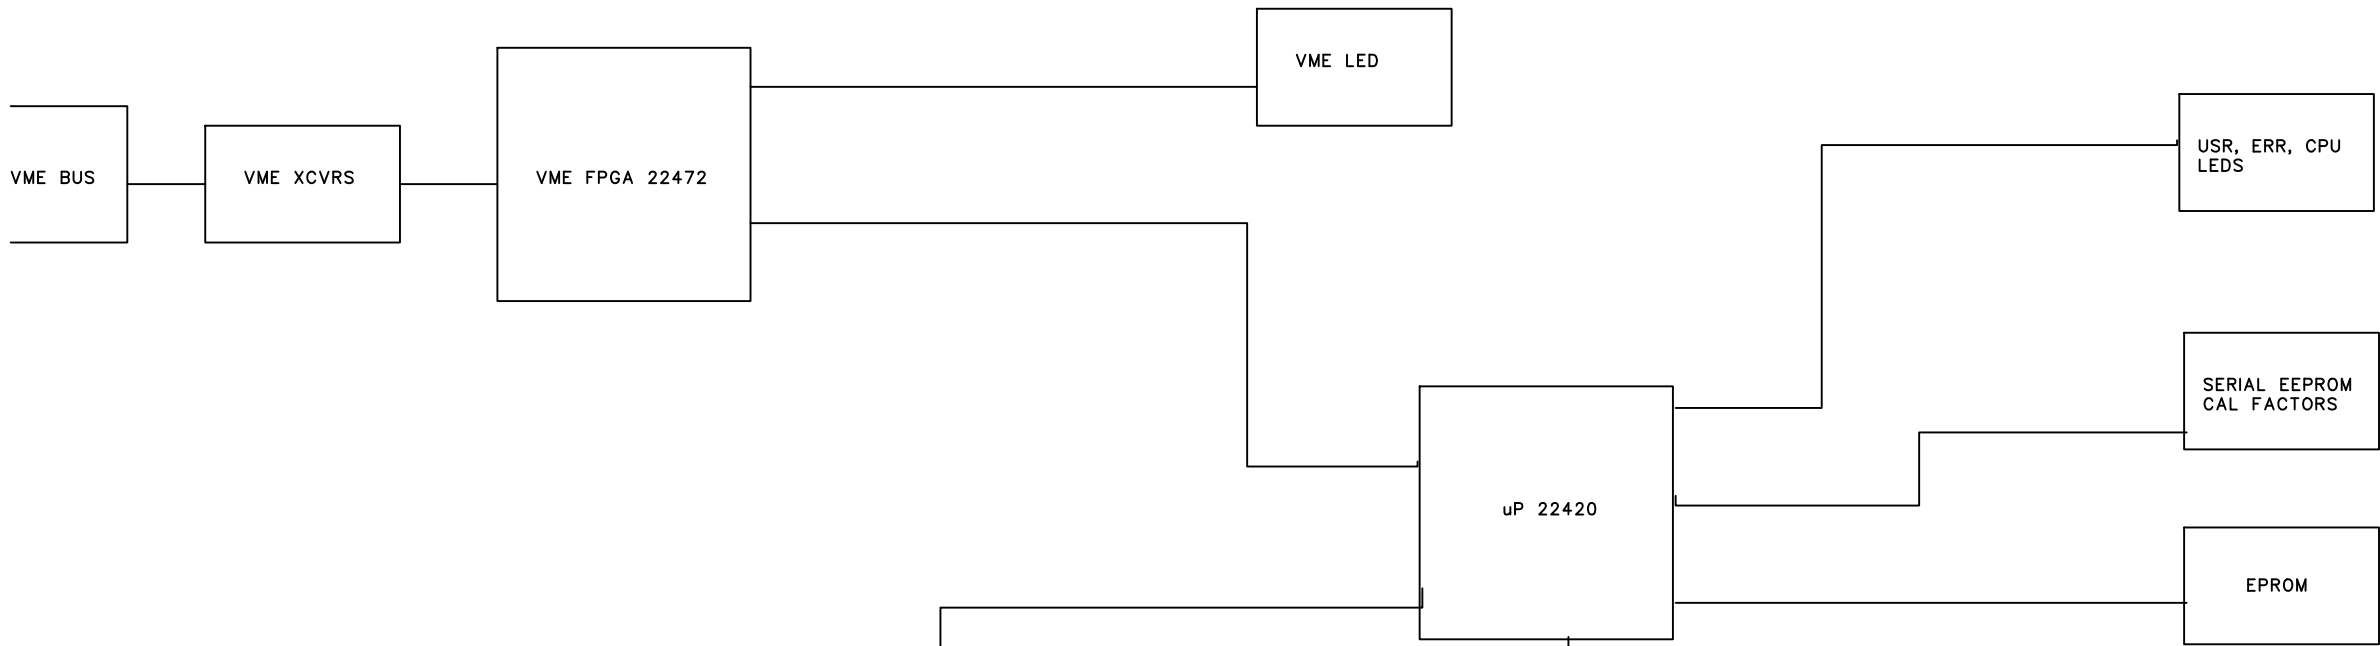 VME LED
USR, ERR, CPU
LEDS
VME BUS
VME XCVRS
VME FPGA 22472
SERIAL EEPROM
CAL FACTORS
uP 22420
EPROM